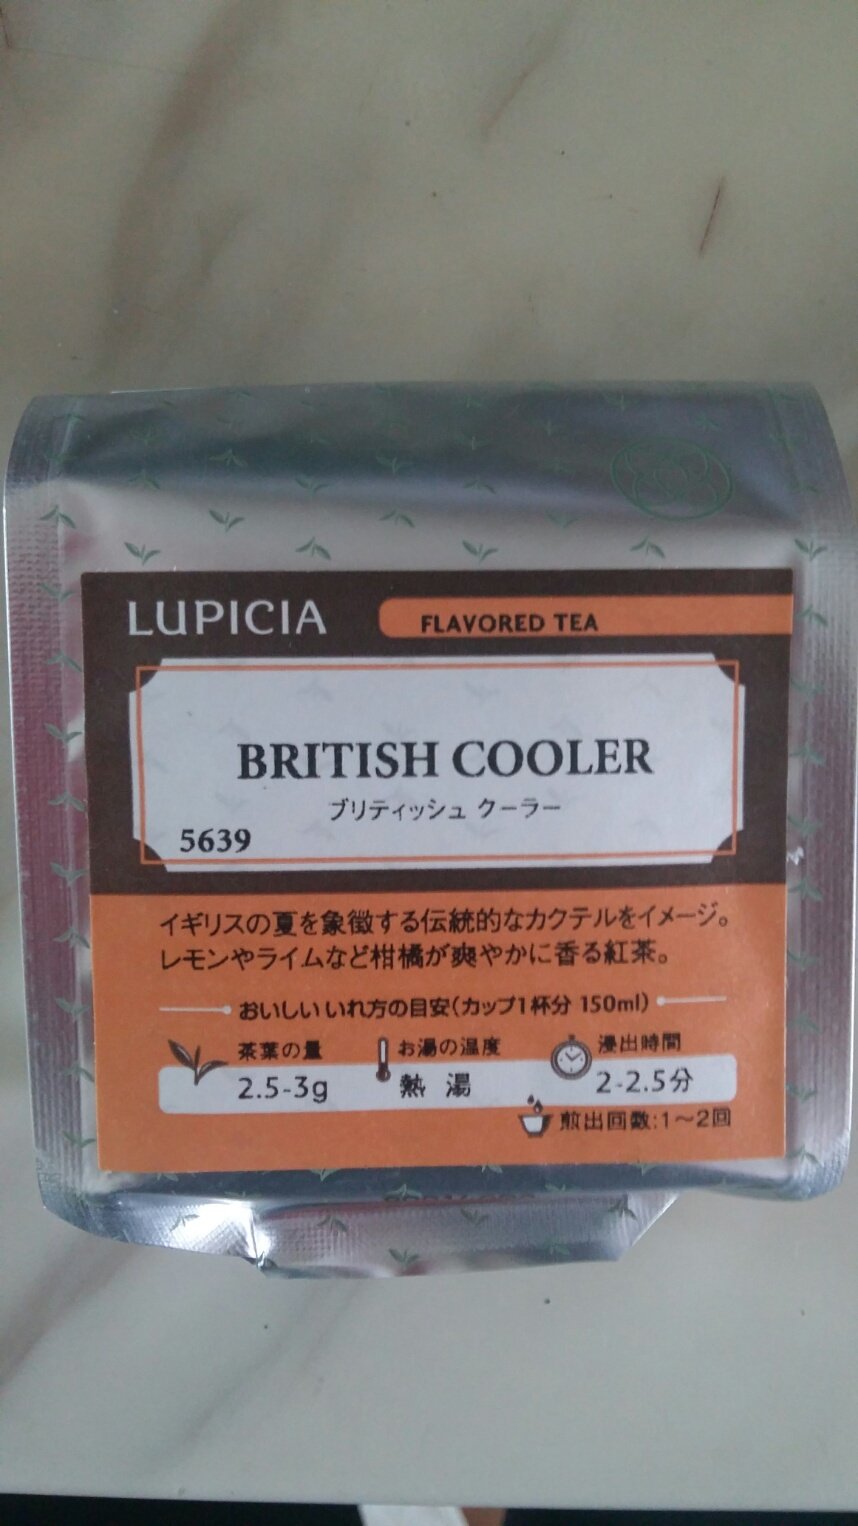 LUPICIA
FLAVORED TEA
BRITISH COOLER
ブリティッシュ クーラー
5639
イギリスの夏を象徴する伝統的なカクテルをイメージ。
レモンやライムなど柑橘が爽やかに香る紅茶。
おいしいいれ方の目安(カップ1杯分 150ml)
茶葉の量 お湯の温度 浸出時間
2.5-3g 熱 湯 2-2.5分
煎出回数:1～2回